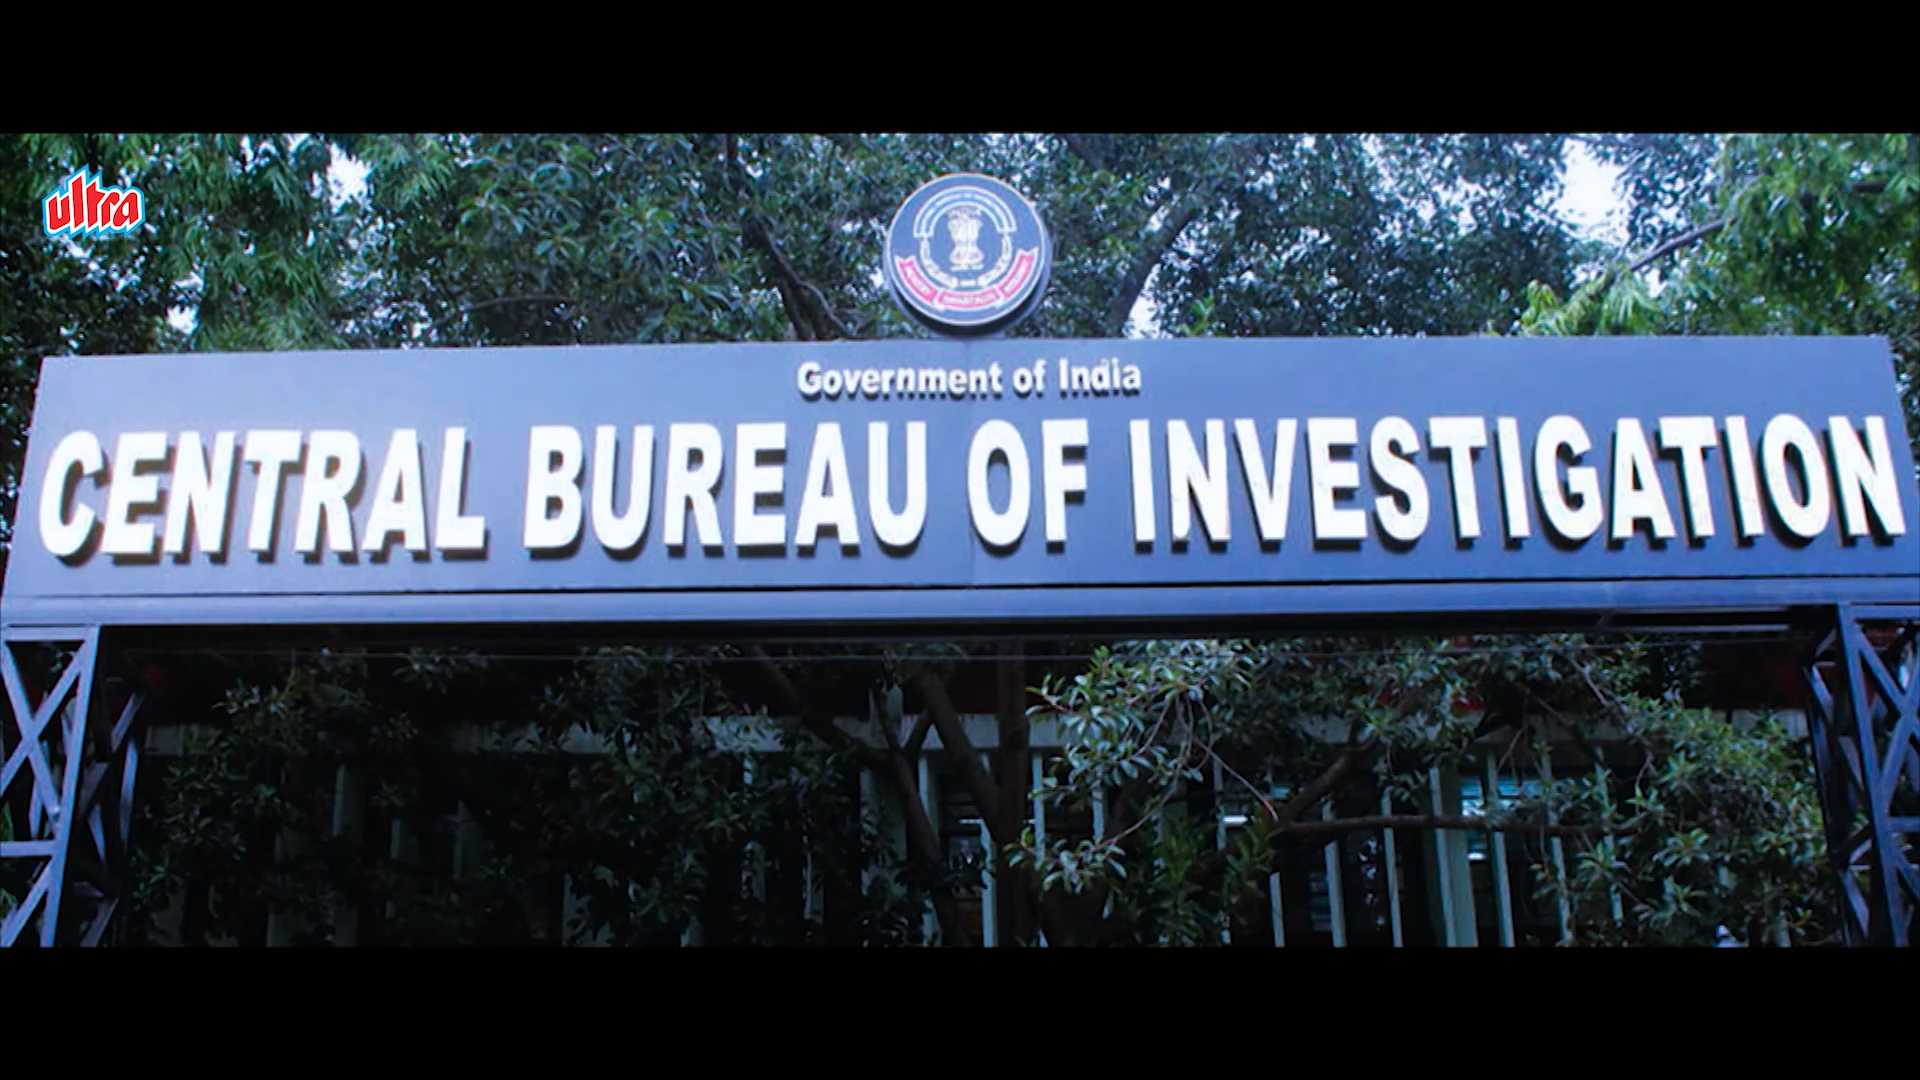 ultra
Government of India
CENTRAL BUREAU OF INVESTIGATION